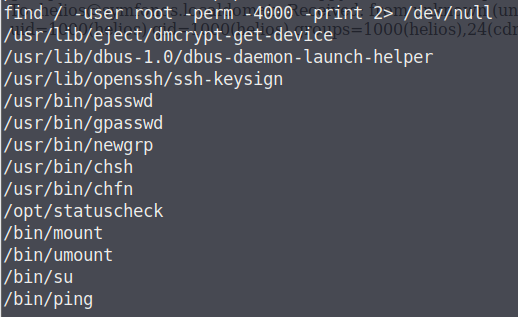 find / -user root -perm -4000 -print 2> /dev/null
/usr/lib/eject/dmcrypt-get-device
/usr/lib/dbus-1.0/dbus-daemon-launch-helper
/usr/lib/openssh/ssh-keysign
/usr/bin/passwd
/usr/bin/gpasswd
/usr/bin/newgrp
/usr/bin/chsh
/usr/bin/chfn
/opt/statuscheck
/bin/mount
/bin/umount
/bin/su
/bin/ping